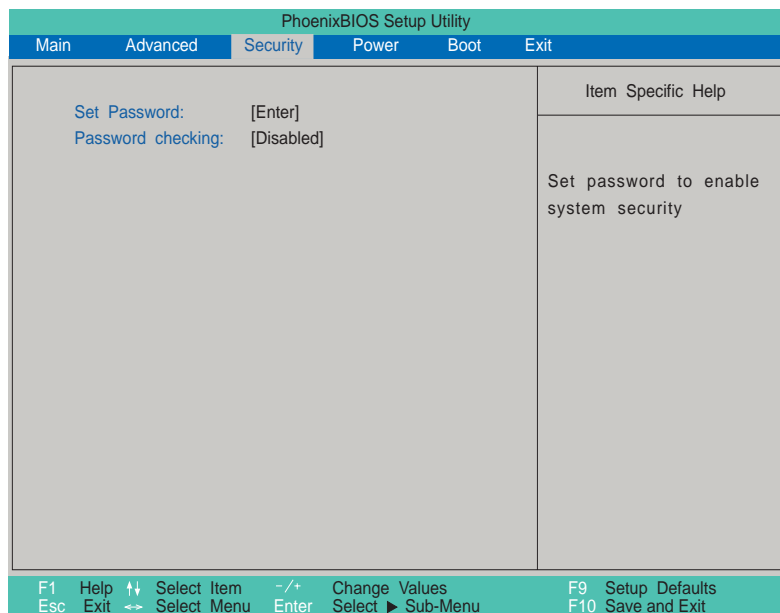 PhoenixBIOS Setup Utility
Main Advanced Security Power Boot Exit
Item Specific Help
Set Password: [Enter]
Password checking: [Disabled]
Set password to enable
system security
F1 Help ↑↓ Select Item -/+ Change Values F9 Setup Defaults
Esc Exit ↔ Select Menu Enter Select ▶ Sub-Menu F10 Save and Exit